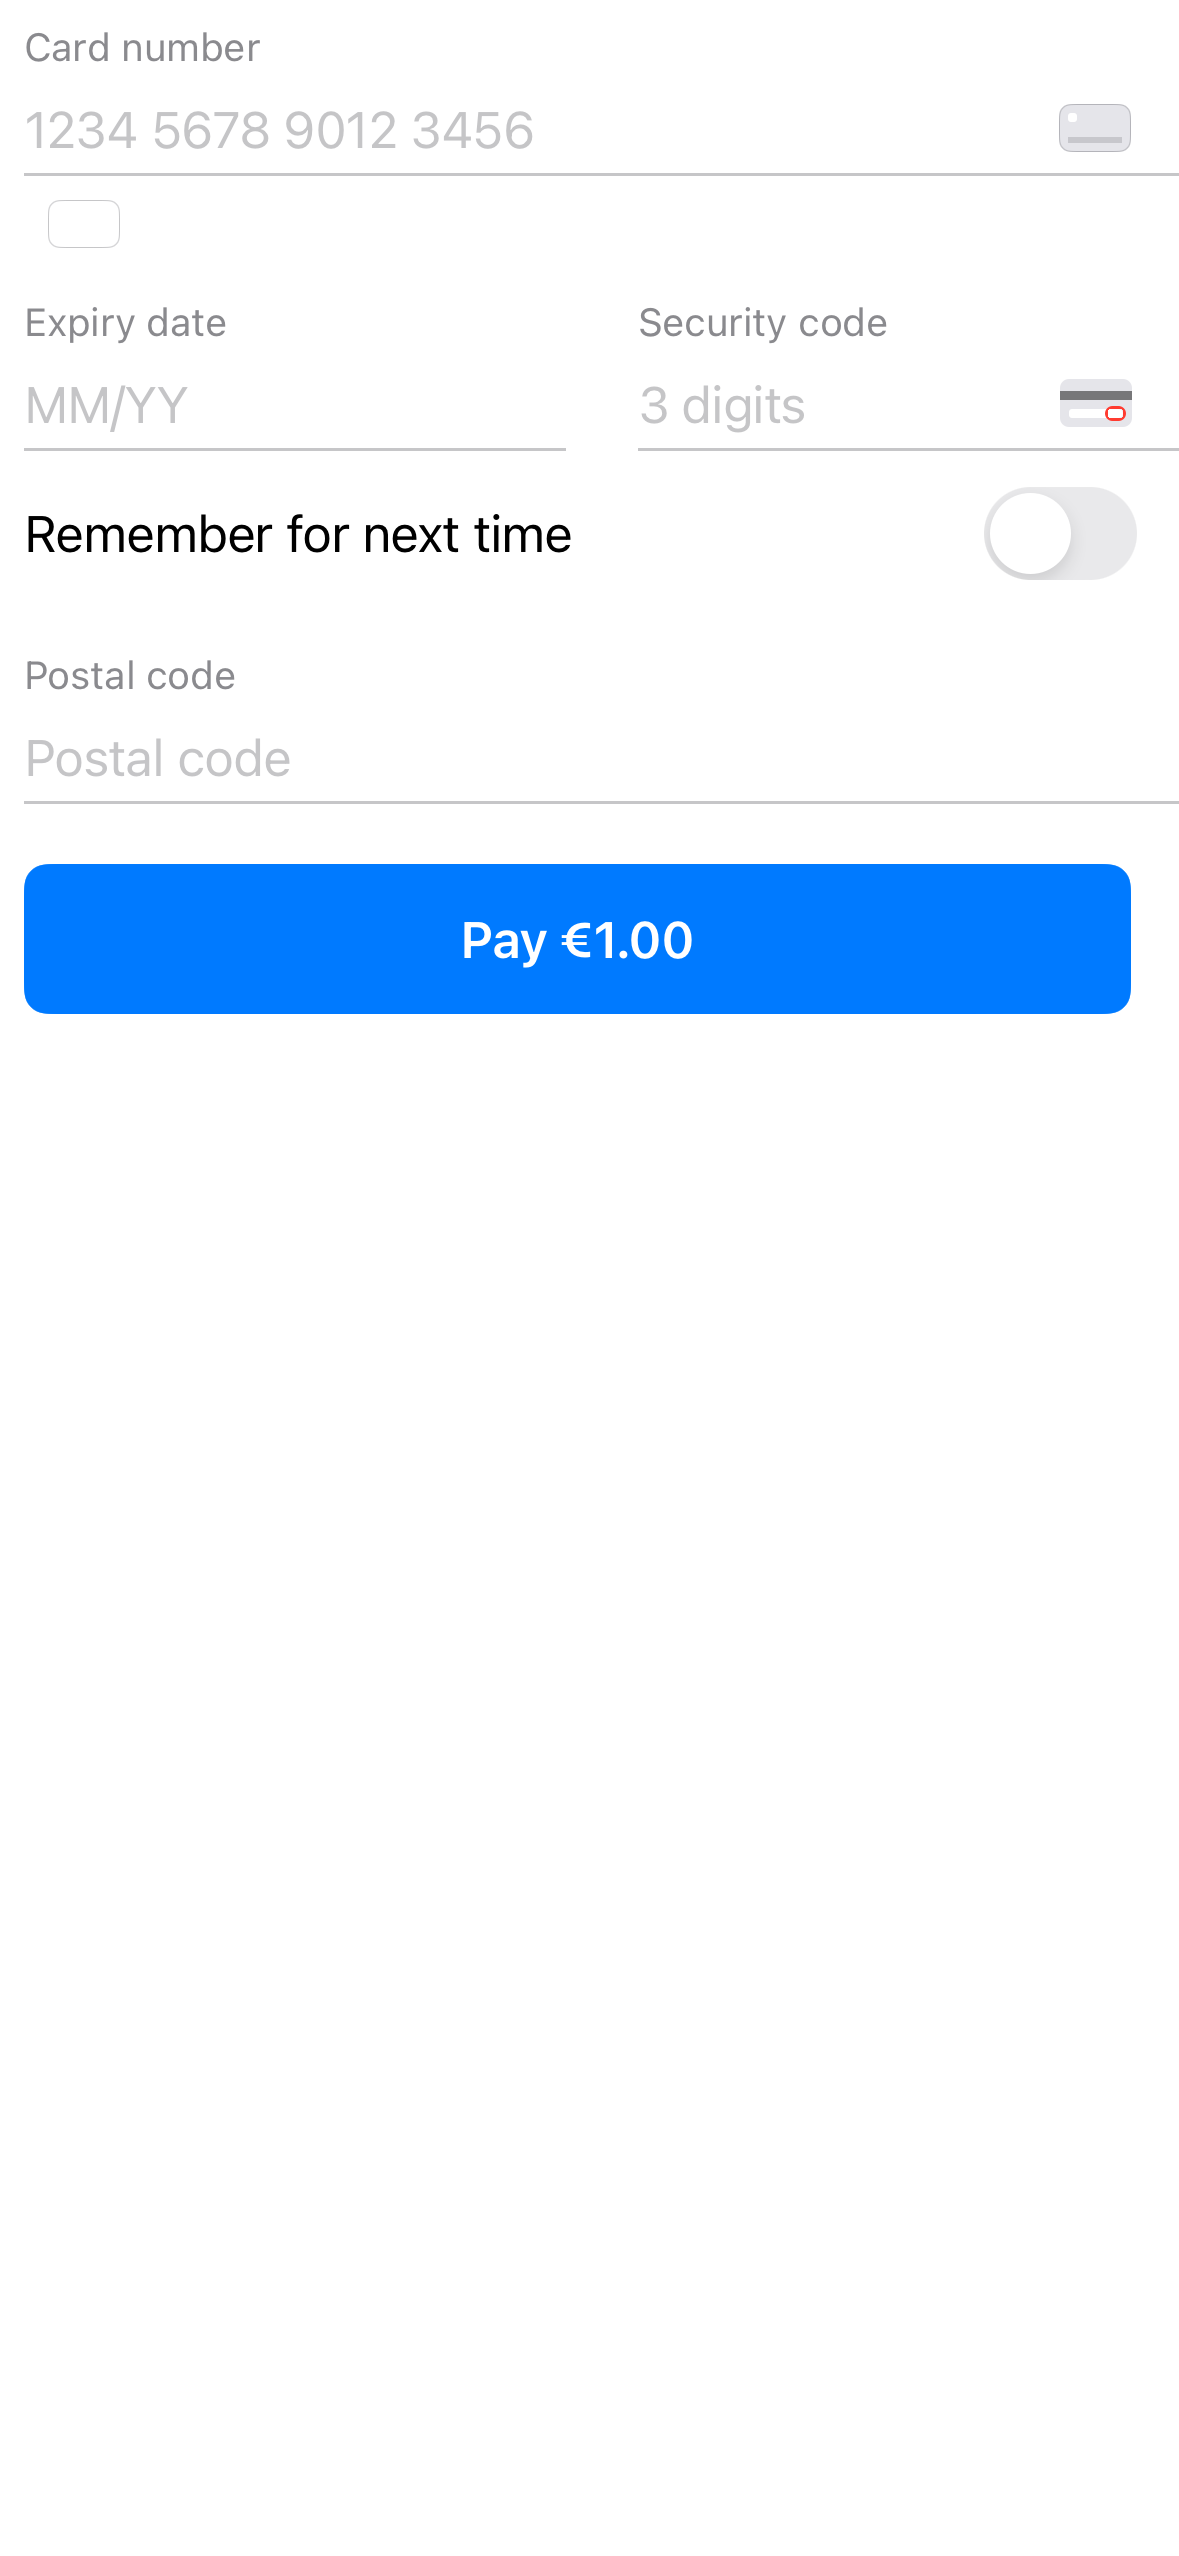 Card number
1234 5678 9012 3456
Expiry date
Security code
MM/YY
3 digits
Remember for next time
Postal code
Postal code
Pay €1.00